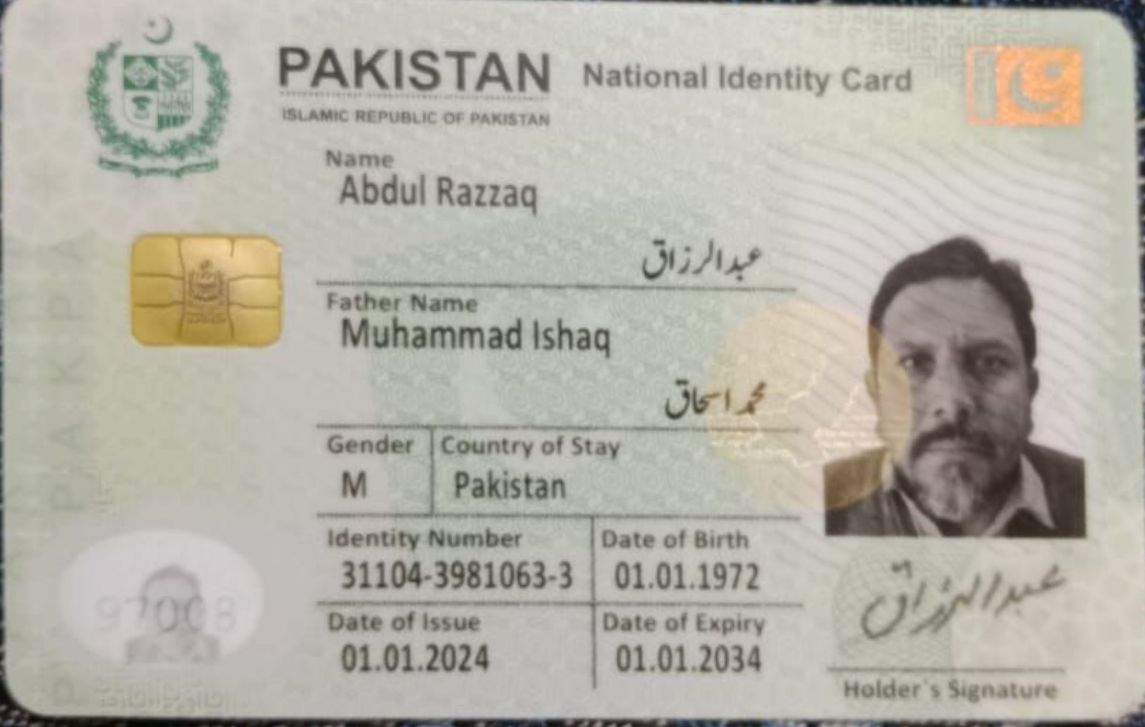 PAKISTAN National Identity Card
ISLAMIC REPUBLIC OF PAKISTAN
Name
Abdul Razzaq
عبدالرزاق
Father Name
Muhammad Ishaq
محمد اسحاق
Gender Country of Stay
M Pakistan
Identity Number Date of Birth
31104-3981063-3 01.01.1972
Date of Issue Date of Expiry
01.01.2024 01.01.2034
97008
عبدالرزاق
Holder's Signature